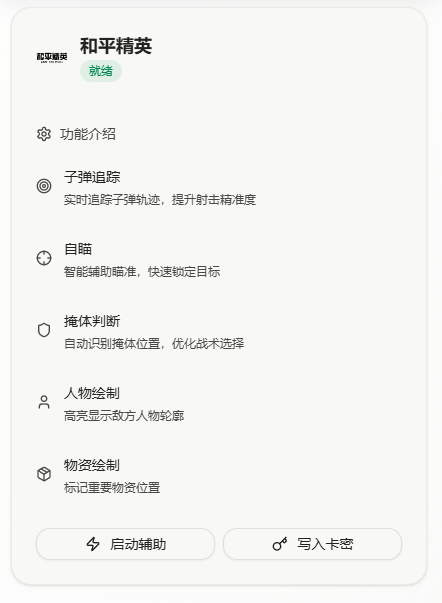 和平精英
和平精英
就绪
功能介绍
子弹追踪
实时追踪子弹轨迹，提升射击精准度
自瞄
智能辅助瞄准，快速锁定目标
掩体判断
自动识别掩体位置，优化战术选择
人物绘制
高亮显示敌方人物轮廓
物资绘制
标记重要物资位置
启动辅助
写入卡密